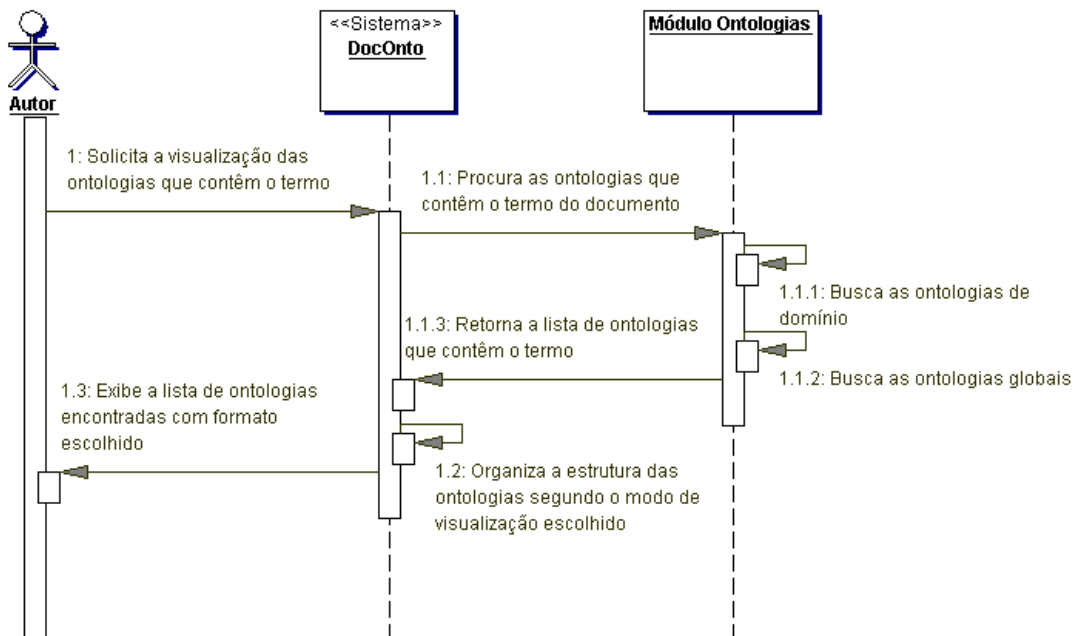 <<Sistema>>
DocOnto
Módulo Ontologias
Autor
1: Solicita a visualização das
ontologias que contêm o termo
1.1: Procura as ontologias que
contêm o termo do documento
1.1.1: Busca as ontologias de
domínio
1.1.2: Busca as ontologias globais
1.1.3: Retorna a lista de ontologias
que contêm o termo
1.2: Organiza a estrutura das
ontologias segundo o modo de
visualização escolhido
1.3: Exibe a lista de ontologias
encontradas com formato
escolhido